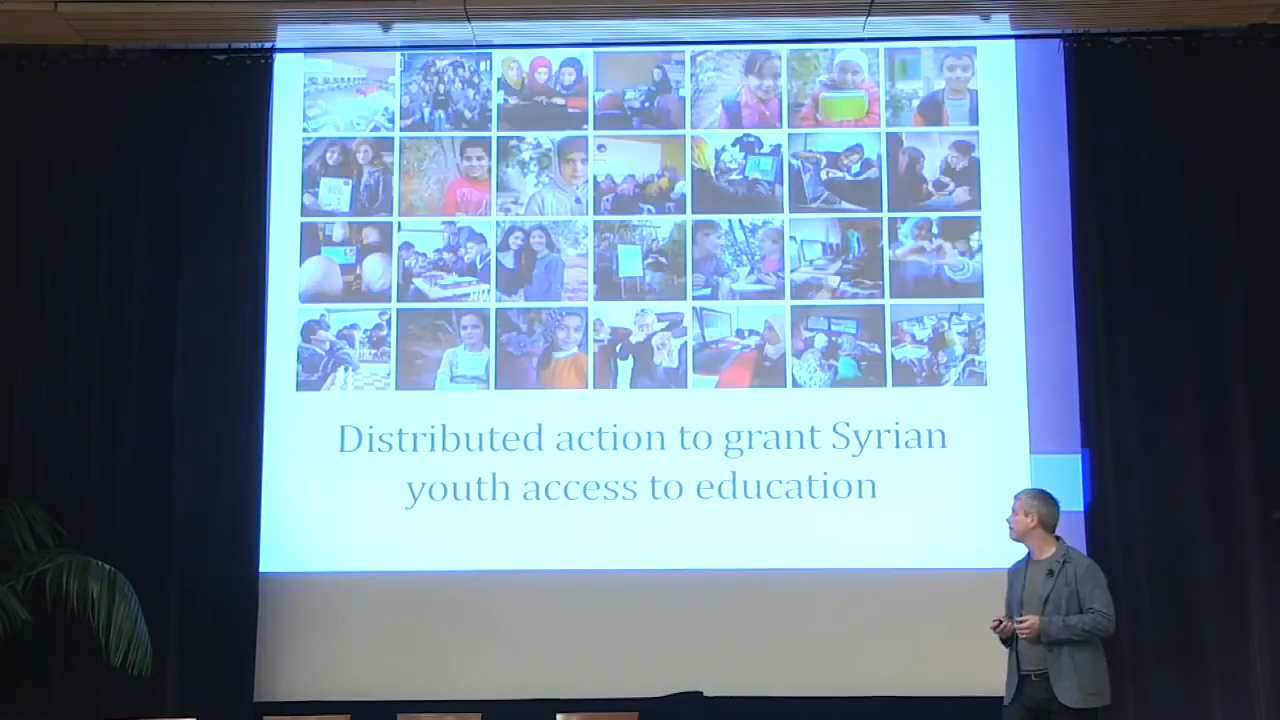 Distributed action to grant Syrian
youth access to education